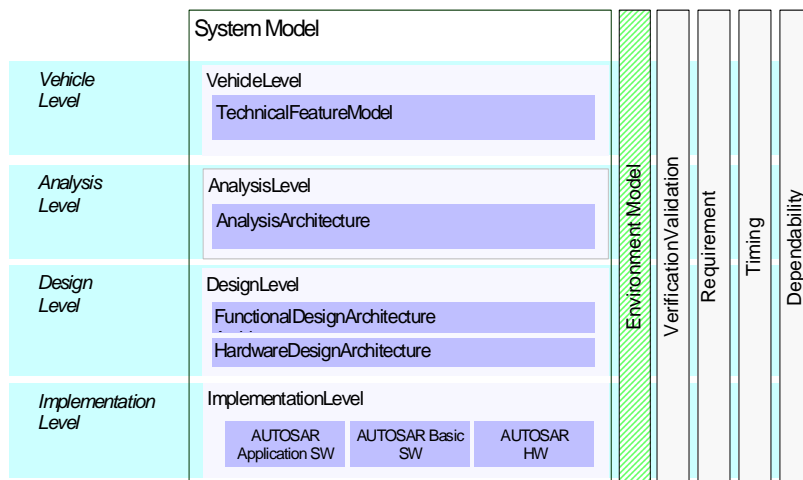 System Model
Vehicle
Level
VehicleLevel
TechnicalFeatureModel
Analysis
Level
AnalysisLevel
AnalysisArchitecture
Design
Level
DesignLevel
FunctionalDesignArchitecture
HardwareDesignArchitecture
Implementation
Level
ImplementationLevel
AUTOSAR
Application SW
AUTOSAR Basic
SW
AUTOSAR
HW
Environment Model
VerificationValidation
Requirement
Timing
Dependability